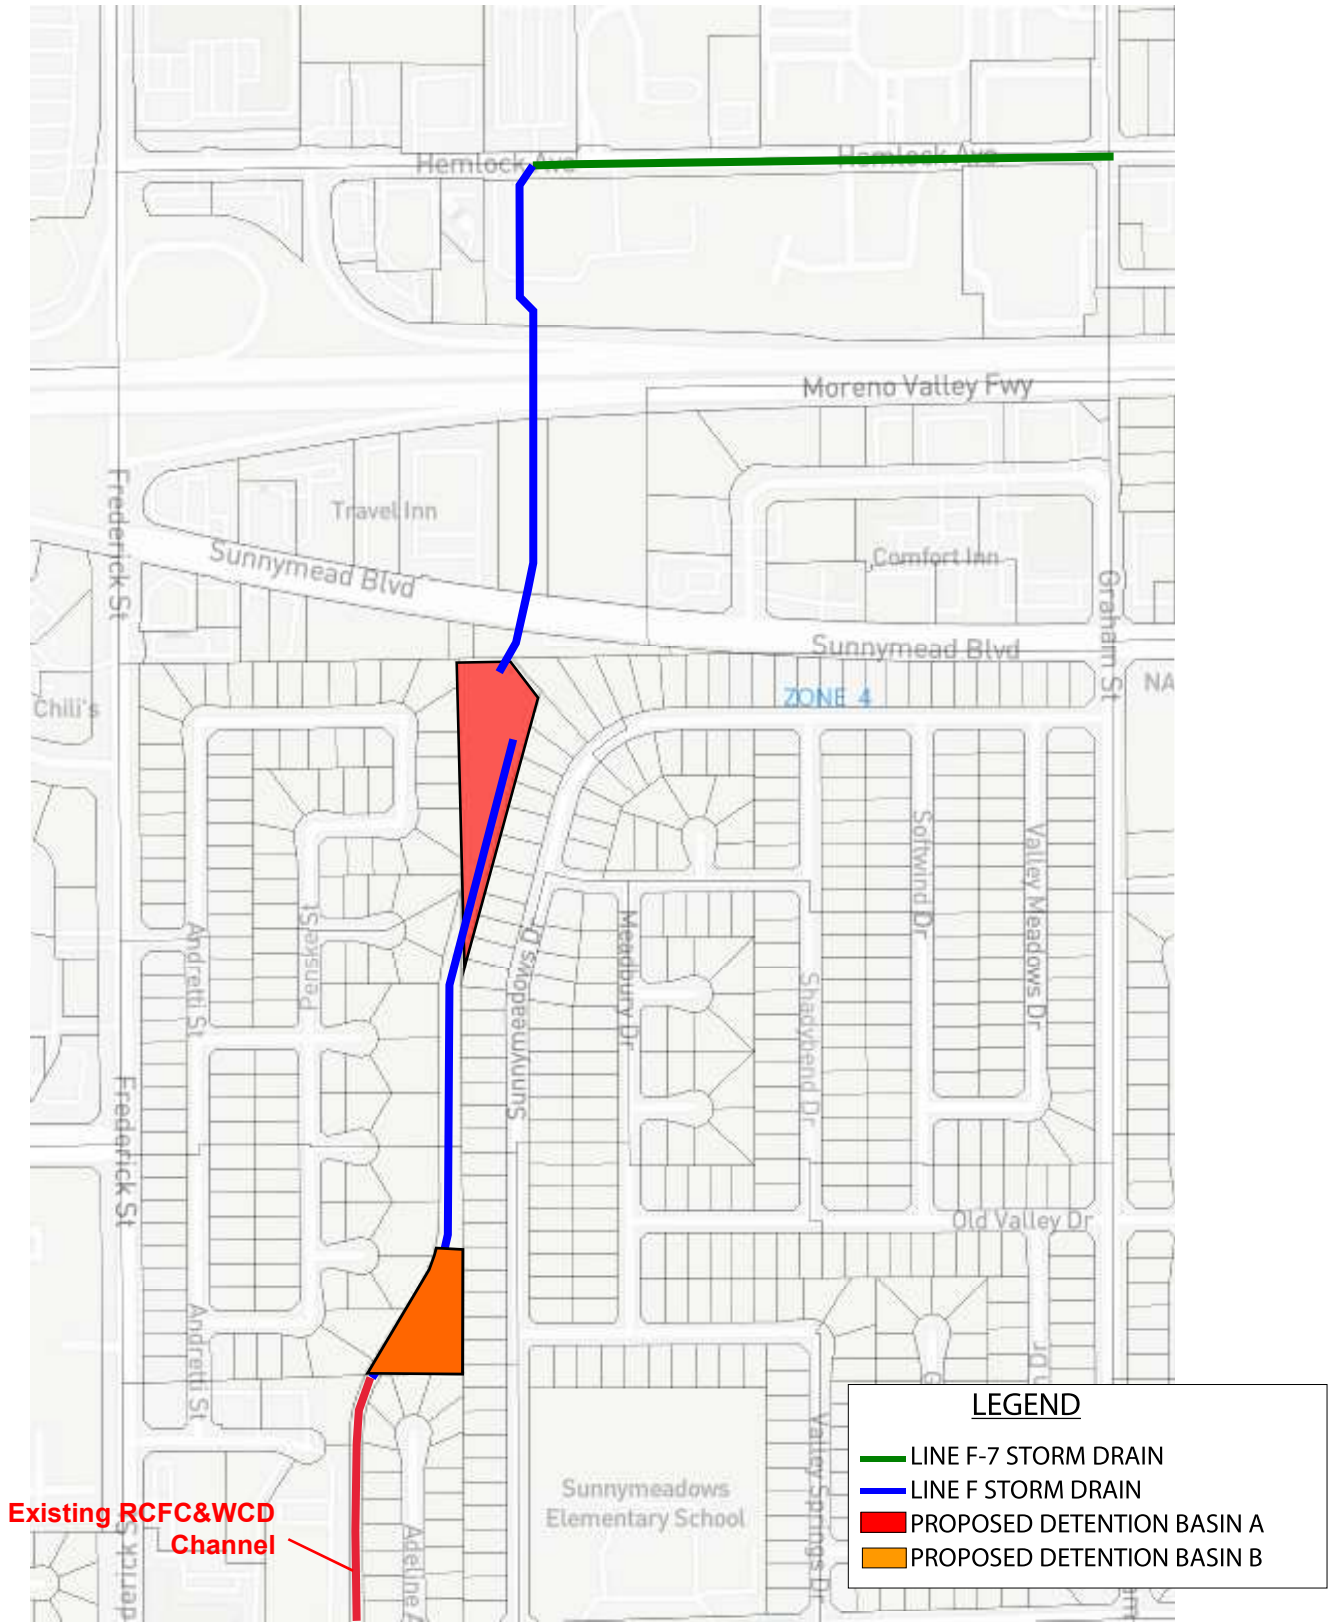 Hemlock Ave
Hemlock Ave
Moreno Valley Fwy
Frederick St
Travel Inn
Sunnymead Blvd
Comfort Inn
Graham St
Sunnymead Blvd
ZONE 4
NA
Chili's
Softwind Dr
Valley Meadows Dr
Andretti St
Penske St
Sunnymeadows Dr
Meadbury Dr
Shadybend Dr
Frederick St
Old Valley Dr
Andretti St
Valley Springs Dr
Sunnymeadows
Elementary School
Adeline A
Existing RCFC&WCD
Channel
LEGEND
LINE F-7 STORM DRAIN
LINE F STORM DRAIN
PROPOSED DETENTION BASIN A
PROPOSED DETENTION BASIN B